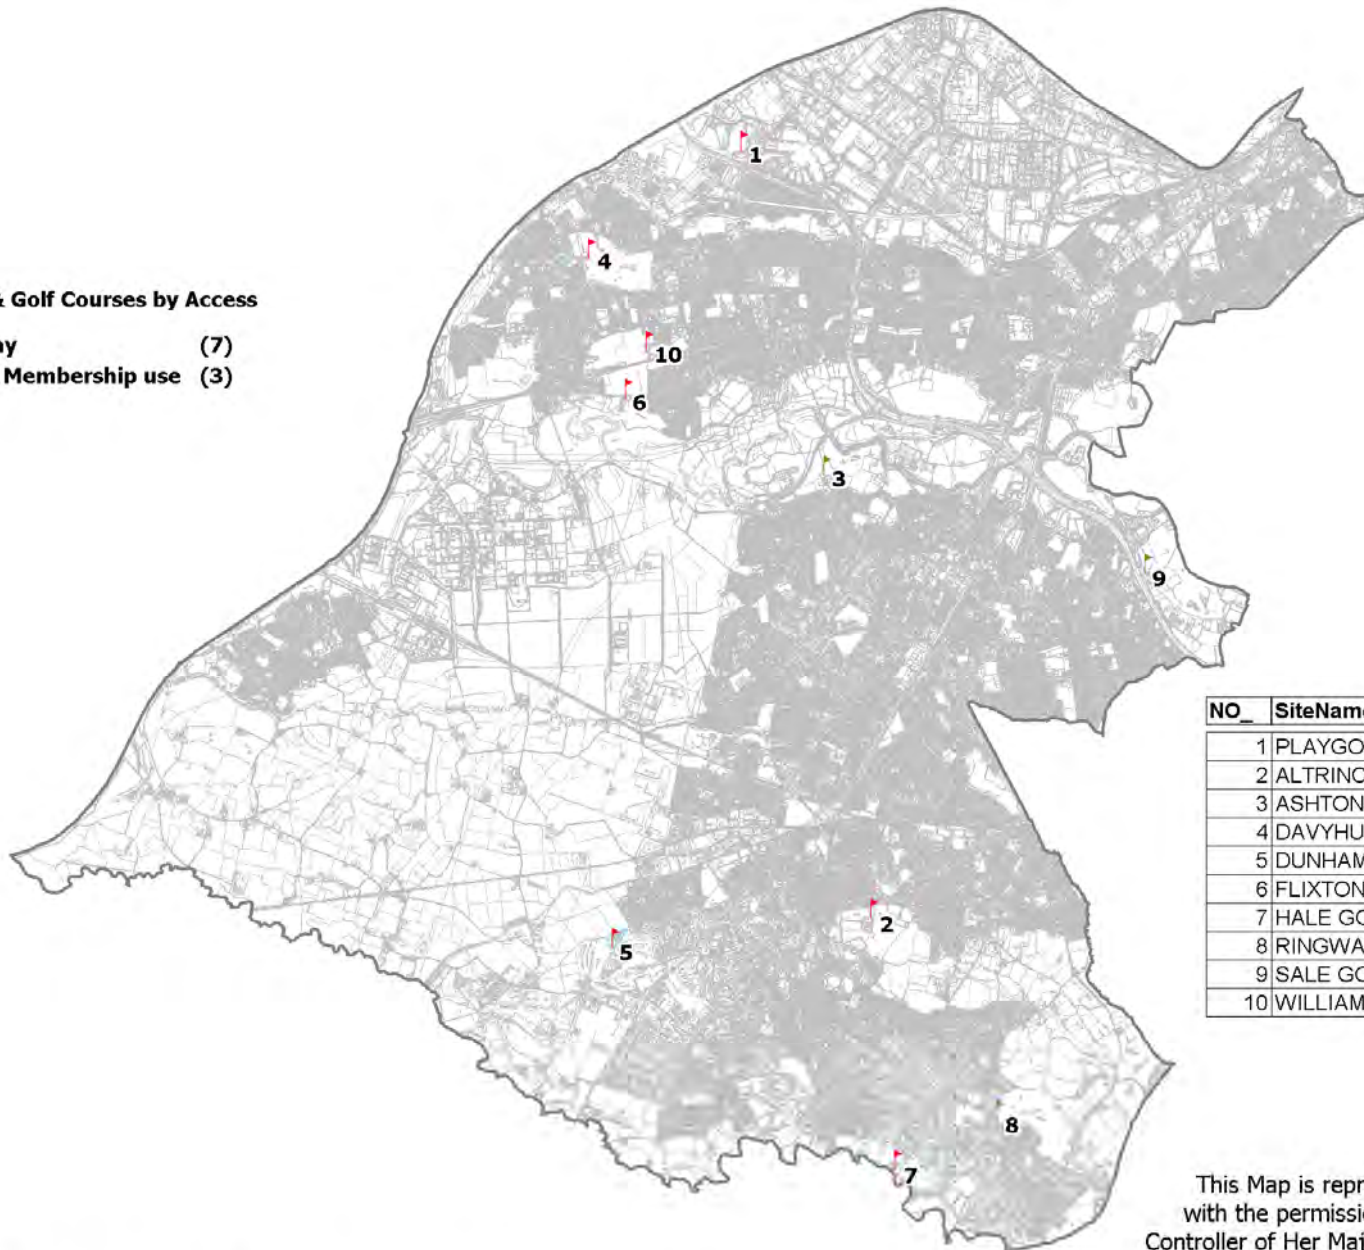 & Golf Courses by Access
ay (7)
Membership use (3)
1
4
10
6
3
9
2
5
8
7
NO_ SiteName
1 PLAYGO
2 ALTRINC
3 ASHTON
4 DAVYHU
5 DUNHAM
6 FLIXTON
7 HALE GO
8 RINGWA
9 SALE GO
10 WILLIAM
This Map is repr
with the permissi
Controller of Her Maj